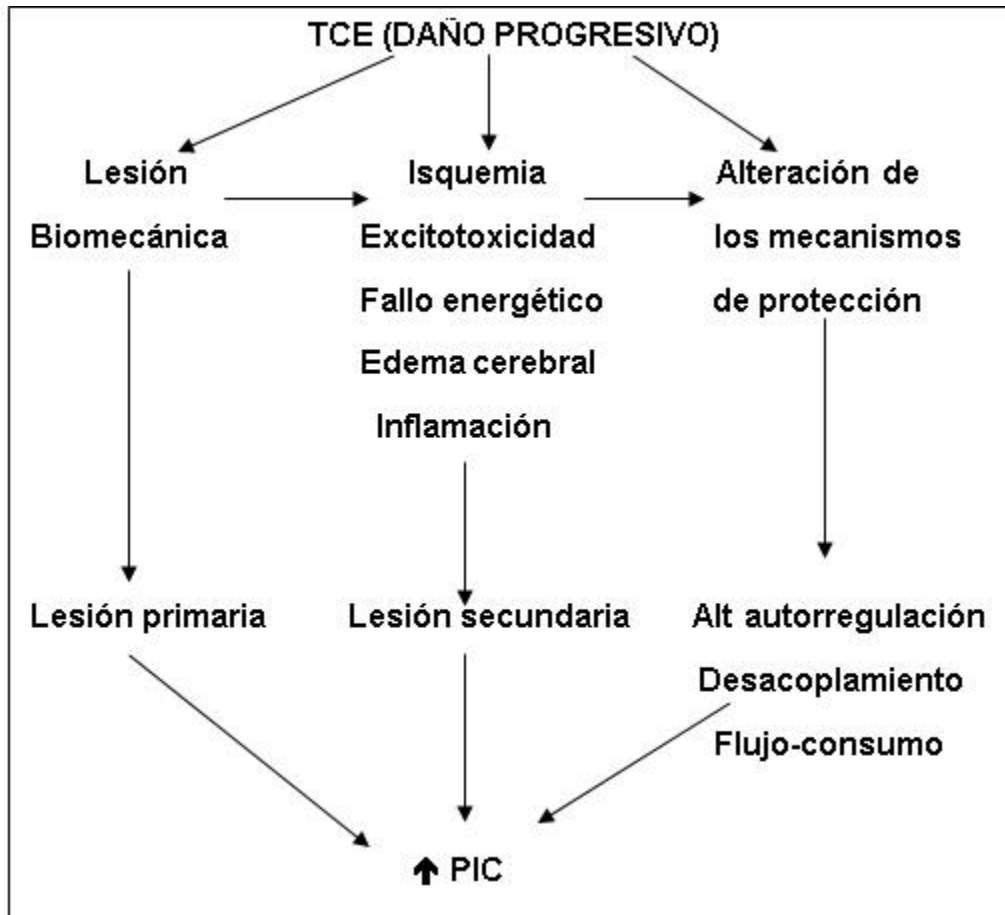 TCE (DAÑO PROGRESIVO)
Lesión
Biomecánica
Isquemia
Excitotoxicidad
Fallo energético
Edema cerebral
Inflamación
Alteración de
los mecanismos
de protección
Lesión primaria
Lesión secundaria
Alt autorregulación
Desacoplamiento
Flujo-consumo
↑ PIC